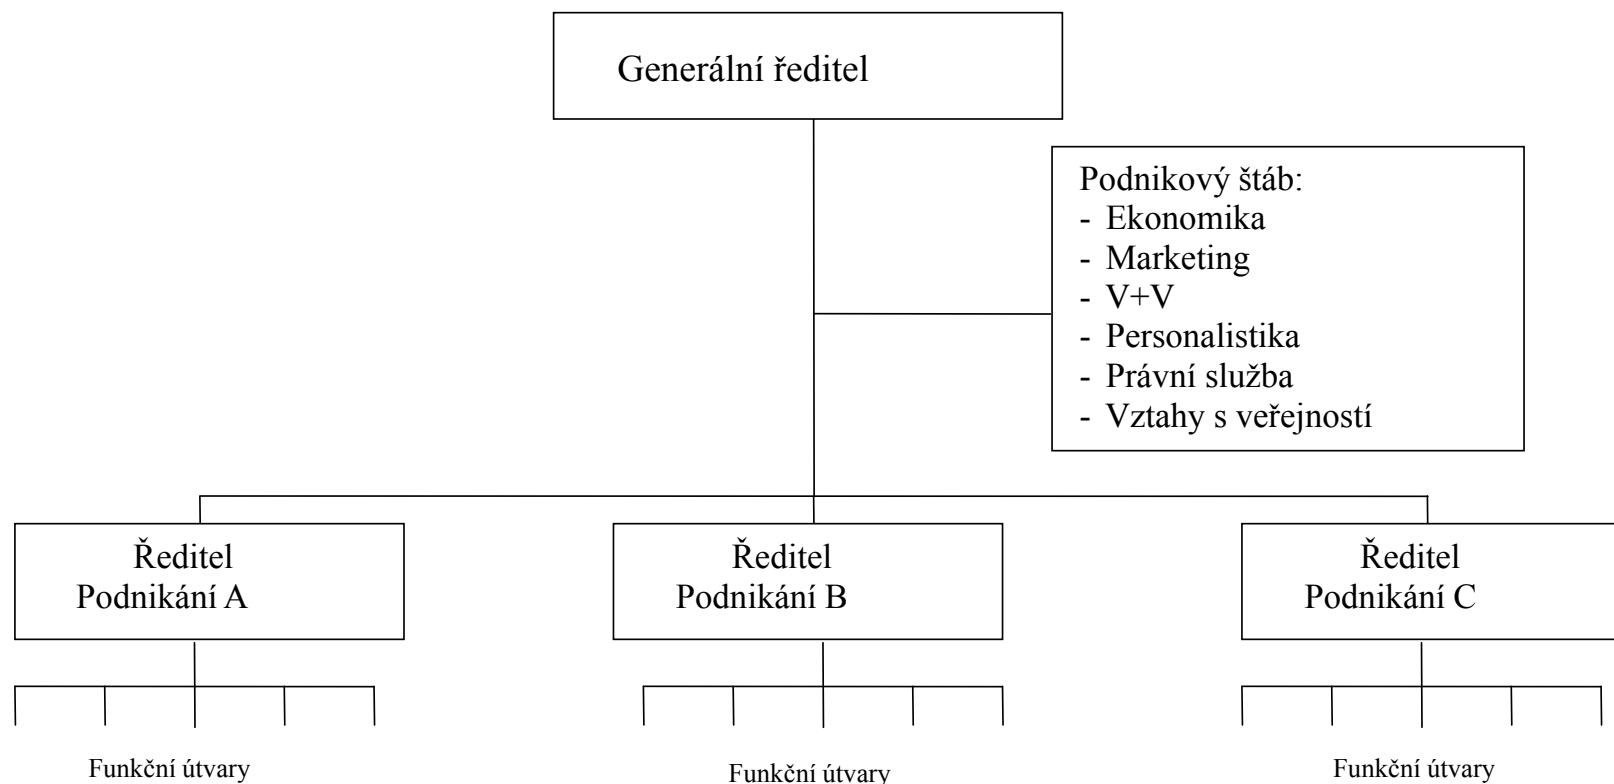 Generální ředitel
Podnikový štáb:
- Ekonomika
- Marketing
- V+V
- Personalistika
- Právní služba
- Vztahy s veřejností
Ředitel
Podnikání A
Ředitel
Podnikání B
Ředitel
Podnikání C
Funkční útvary
Funkční útvary
Funkční útvary